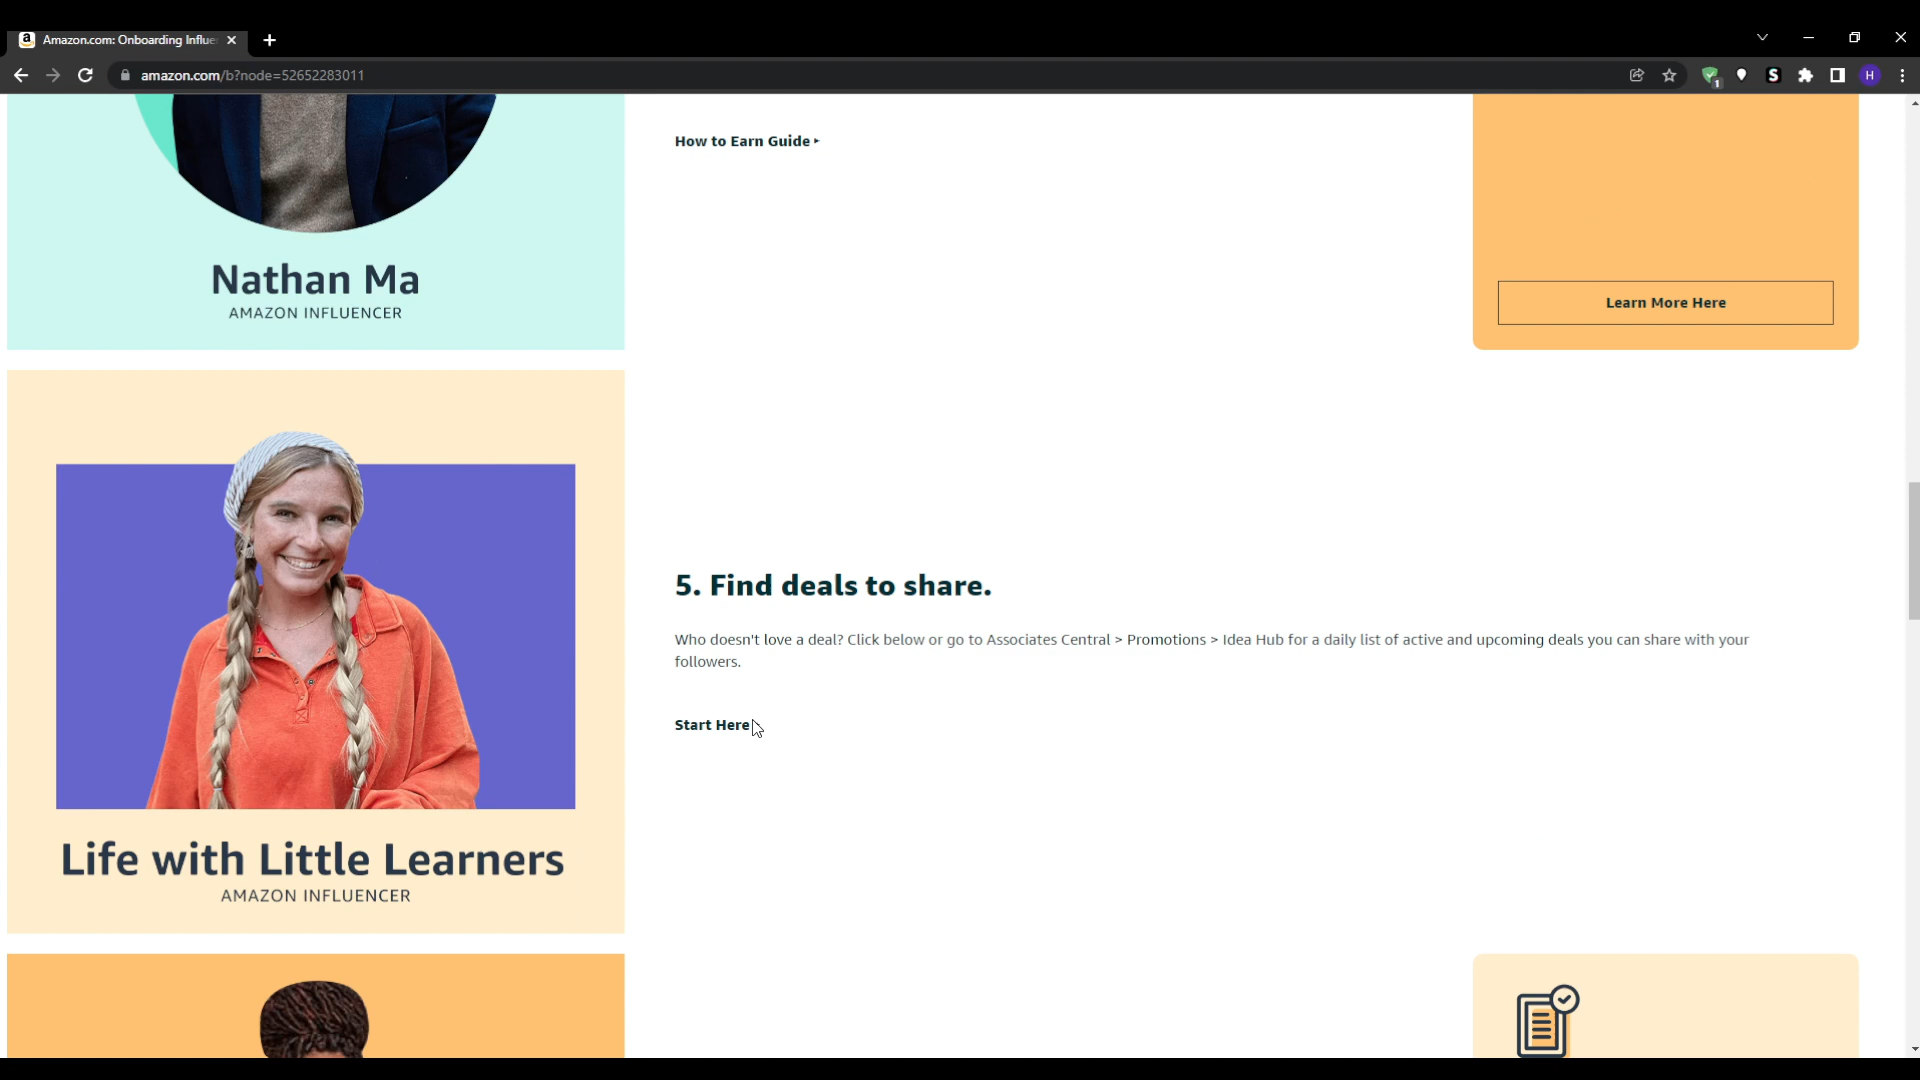 Amazon.com: Onboarding Influe
amazon.com/b?node=52652283011
S
1
H
How to Earn Guide
Nathan Ma
AMAZON INFLUENCER
Learn More Here
5. Find deals to share.
Who doesn't love a deal? Click below or go to Associates Central > Promotions > Idea Hub for a daily list of active and upcoming deals you can share with your
followers.
Start Here
Life with Little Learners
AMAZON INFLUENCER